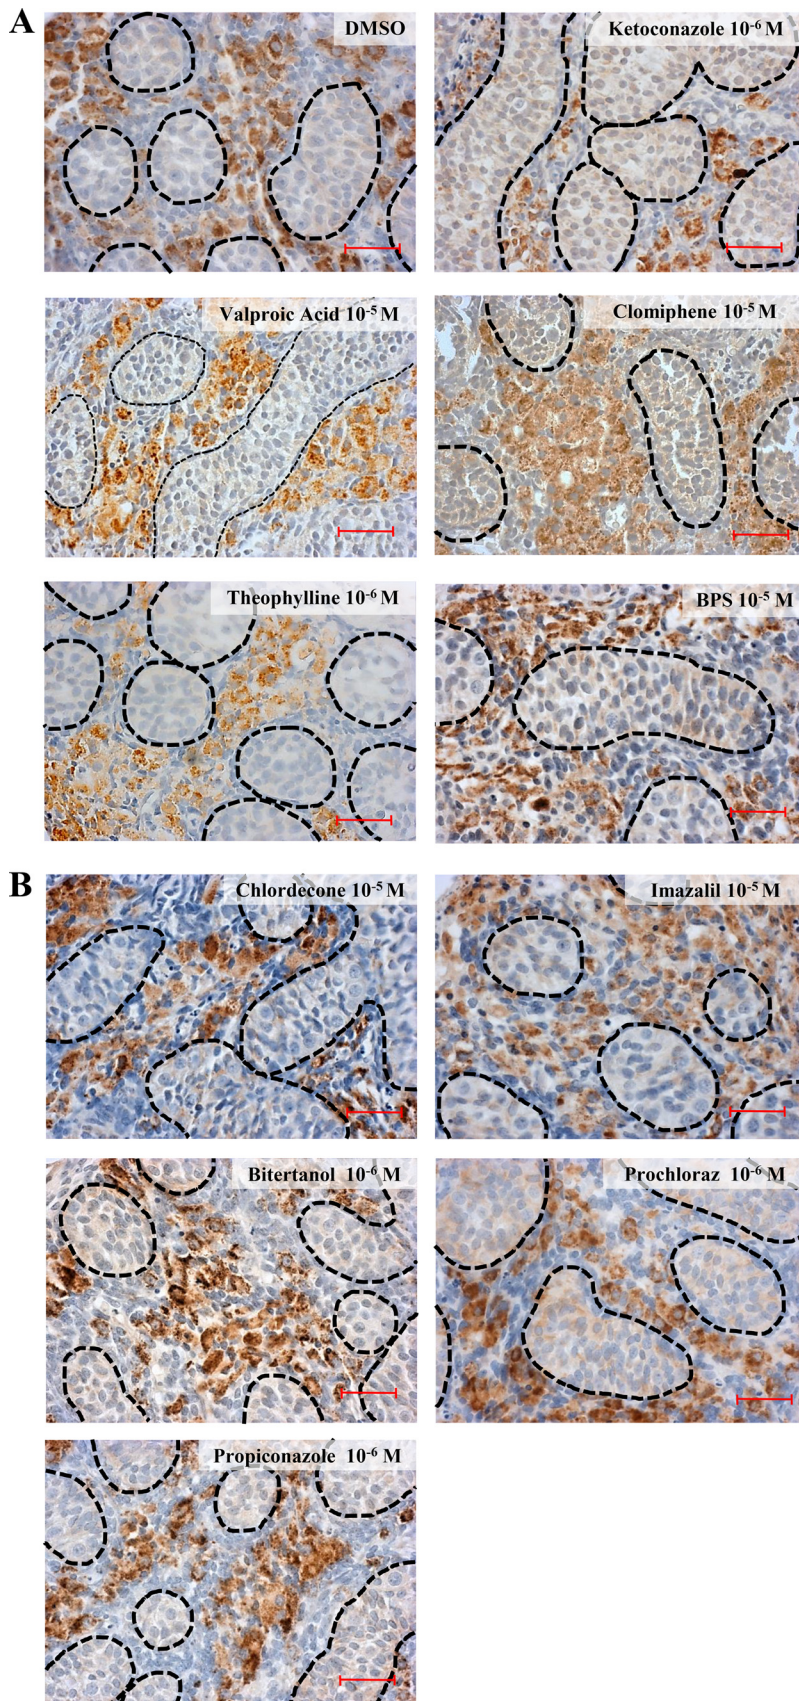 A
DMSO
Ketoconazole 10⁻⁶ M
Valproic Acid 10⁻⁵ M
Clomiphene 10⁻⁵ M
Theophylline 10⁻⁶ M
BPS 10⁻⁵ M
B
Chlordecone 10⁻⁵ M
Imazalil 10⁻⁵ M
Bitertanol 10⁻⁶ M
Prochloraz 10⁻⁶ M
Propiconazole 10⁻⁶ M